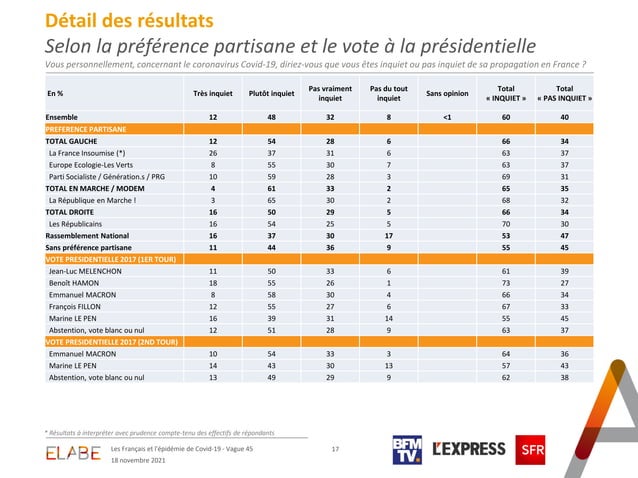 Détail des résultats
Selon la préférence partisane et le vote à la présidentielle
Vous personnellement, concernant le coronavirus Covid-19, diriez-vous que vous êtes inquiet ou pas inquiet de sa propagation en France ?
En % Très inquiet Plutôt inquiet Pas vraiment inquiet Pas du tout inquiet Sans opinion Total « INQUIET » Total « PAS INQUIET »
Ensemble 12 48 32 8 <1 60 40
PREFERENCE PARTISANE
TOTAL GAUCHE 12 54 28 6 66 34
La France Insoumise (*) 26 37 31 6 63 37
Europe Ecologie-Les Verts 8 55 30 7 63 37
Parti Socialiste / Génération.s / PRG 10 59 28 3 69 31
TOTAL EN MARCHE / MODEM 4 61 33 2 65 35
La République en Marche ! 3 65 30 2 68 32
TOTAL DROITE 16 50 29 5 66 34
Les Républicains 16 54 25 5 70 30
Rassemblement National 16 37 30 17 53 47
Sans préférence partisane 11 44 36 9 55 45
VOTE PRESIDENTIELLE 2017 (1ER TOUR)
Jean-Luc MELENCHON 11 50 33 6 61 39
Benoît HAMON 18 55 26 1 73 27
Emmanuel MACRON 8 58 30 4 66 34
François FILLON 12 55 27 6 67 33
Marine LE PEN 16 39 31 14 55 45
Abstention, vote blanc ou nul 12 51 28 9 63 37
VOTE PRESIDENTIELLE 2017 (2ND TOUR)
Emmanuel MACRON 10 54 33 3 64 36
Marine LE PEN 14 43 30 13 57 43
Abstention, vote blanc ou nul 13 49 29 9 62 38
* Résultats à interpréter avec prudence compte-tenu des effectifs de répondants
ELABE
Les Français et l'épidémie de Covid-19 - Vague 45
18 novembre 2021
17
BFM TV.
L'EXPRESS
SFR